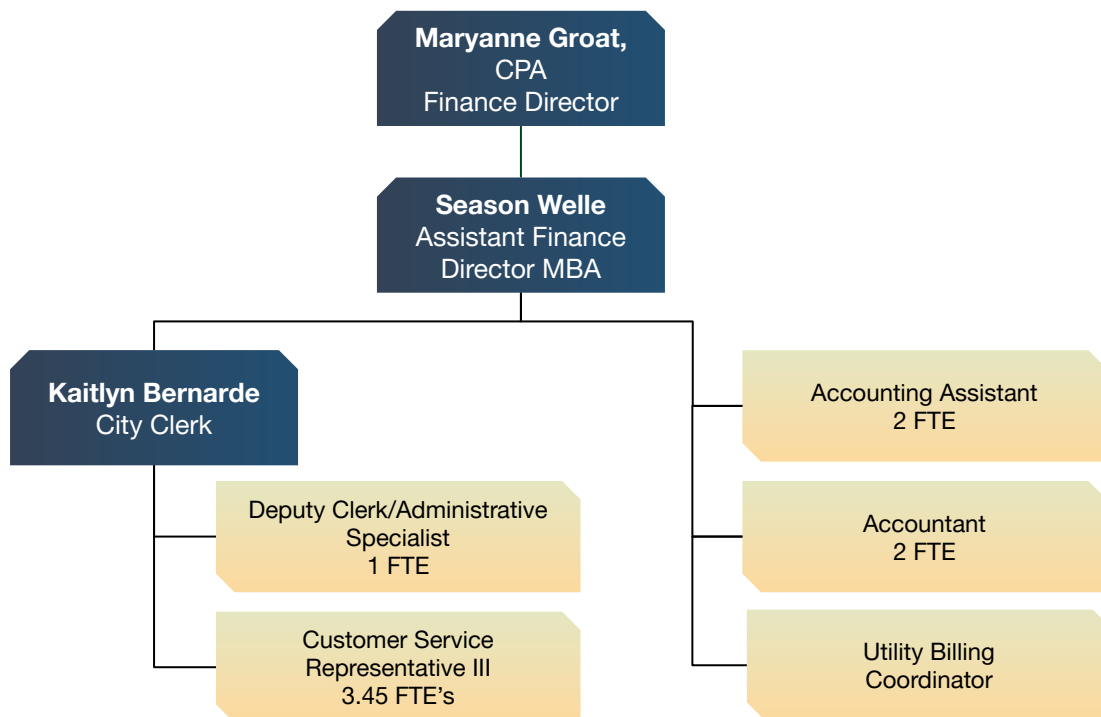 Maryanne Groat,
CPA
Finance Director
Season Welle
Assistant Finance
Director MBA
Kaitlyn Bernarde
City Clerk
Deputy Clerk/Administrative
Specialist
1 FTE
Customer Service
Representative III
3.45 FTE's
Accounting Assistant
2 FTE
Accountant
2 FTE
Utility Billing
Coordinator